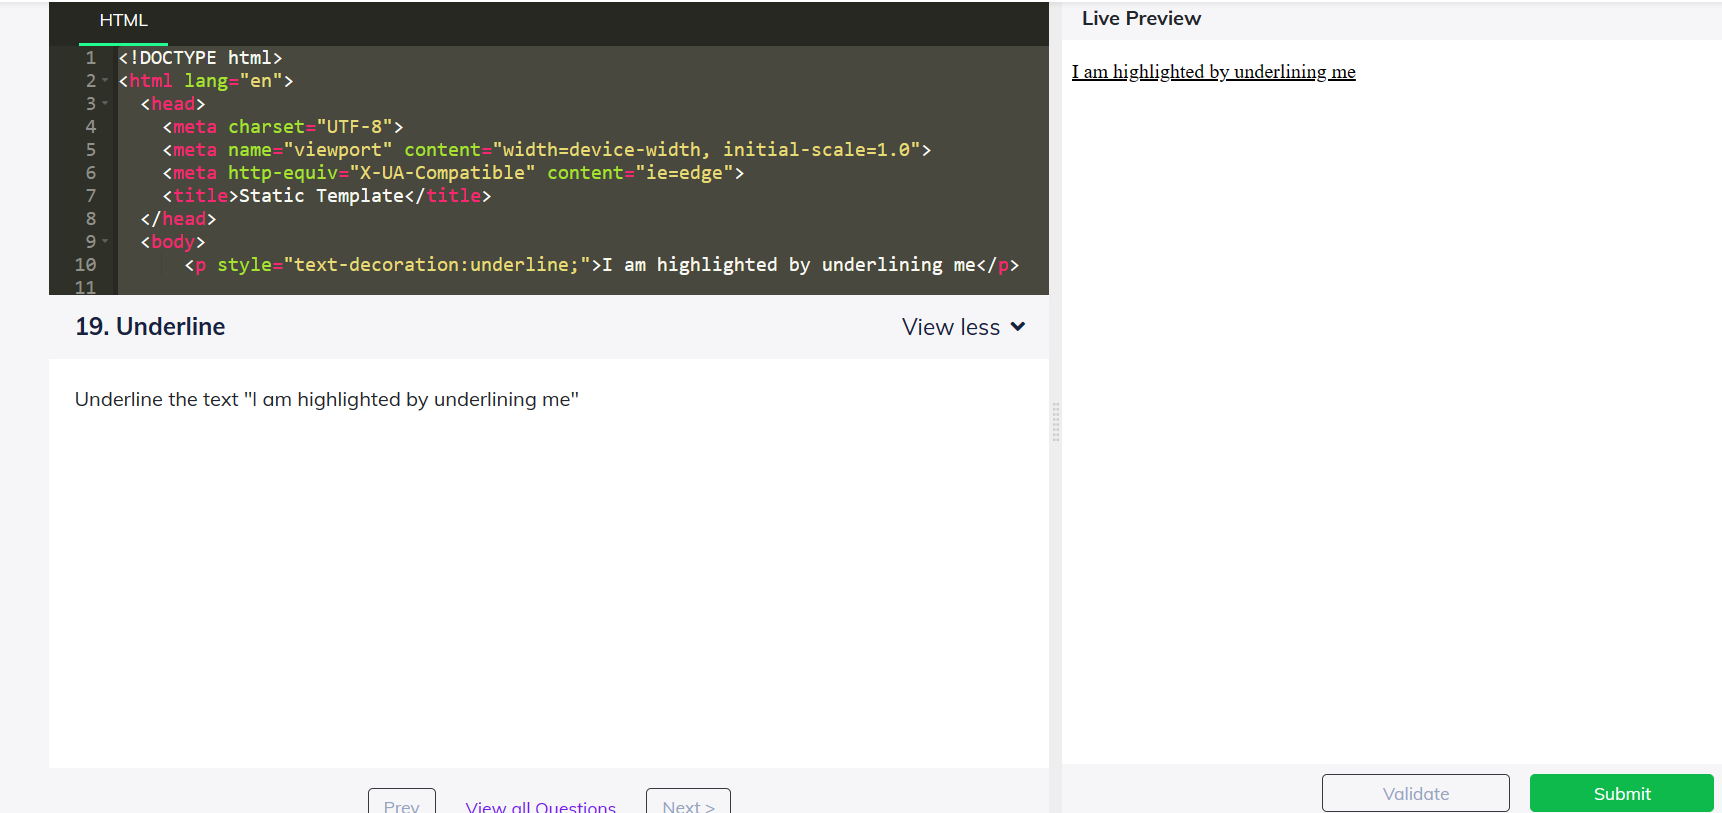 HTML
1 <!DOCTYPE html>
2 <html lang="en">
3 <head>
4 <meta charset="UTF-8">
5 <meta name="viewport" content="width=device-width, initial-scale=1.0">
6 <meta http-equiv="X-UA-Compatible" content="ie=edge">
7 <title>Static Template</title>
8 </head>
9 <body>
10 <p style="text-decoration:underline;">I am highlighted by underlining me</p>
11
19. Underline
View less
Underline the text "I am highlighted by underlining me"
Prev
View all Questions
Next >
Live Preview
I am highlighted by underlining me
Validate
Submit